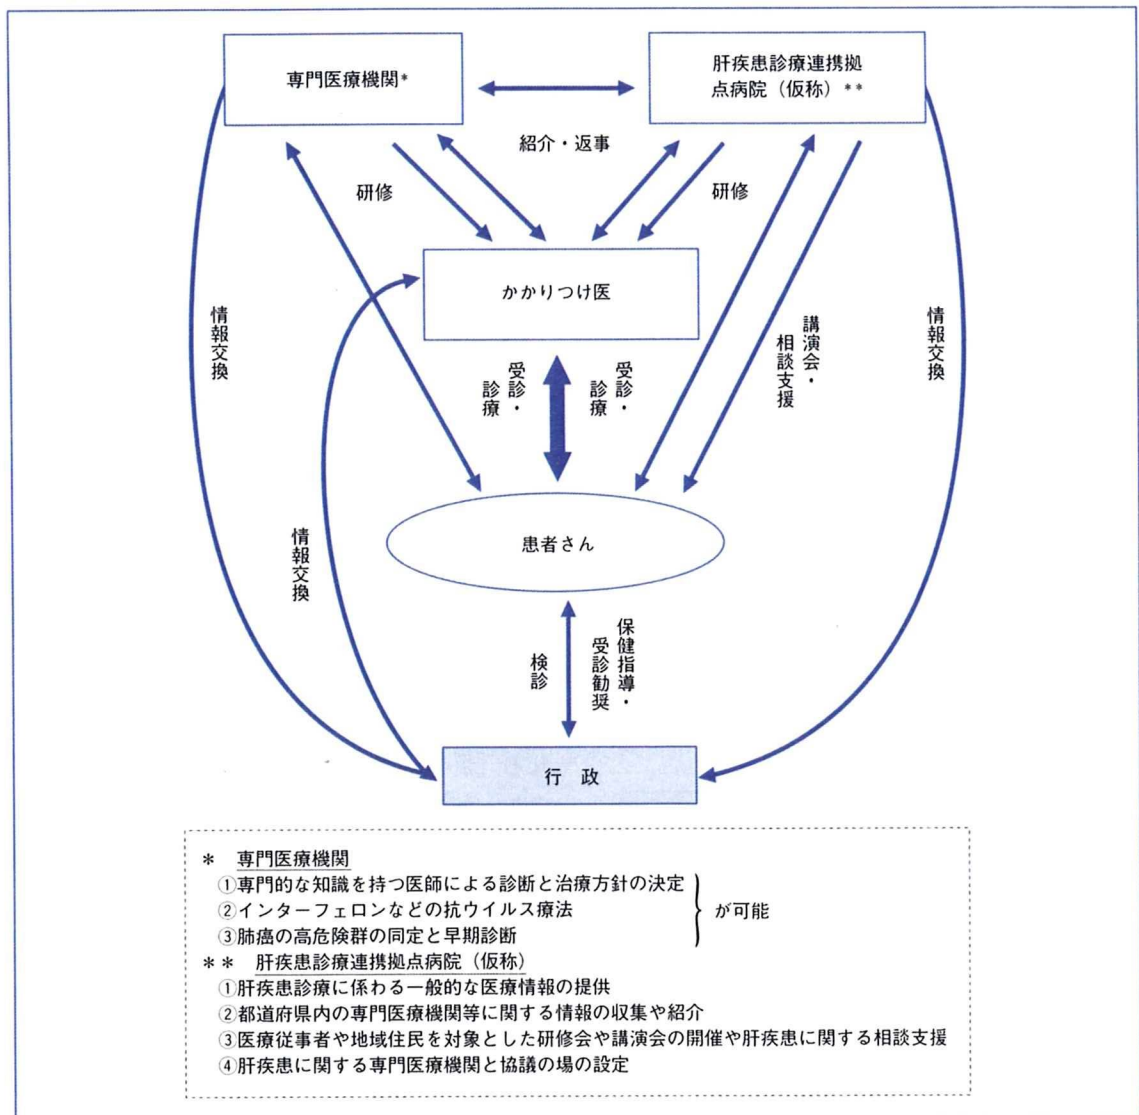 専門医療機関*
肝疾患診療連携拠
点病院（仮称）**
紹介・返事
研修
研修
かかりつけ医
情報交換
受診・
診療
受診・
診療
講演会・
相談支援
情報交換
情報交換
患者さん
検診
保健指導・
受診勧奨
行　政
*　専門医療機関
①専門的な知識を持つ医師による診断と治療方針の決定
②インターフェロンなどの抗ウイルス療法
③肺癌の高危険群の同定と早期診断
が可能
**　肝疾患診療連携拠点病院（仮称）
①肝疾患診療に係わる一般的な医療情報の提供
②都道府県内の専門医療機関等に関する情報の収集や紹介
③医療従事者や地域住民を対象とした研修会や講演会の開催や肝疾患に関する相談支援
④肝疾患に関する専門医療機関と協議の場の設定